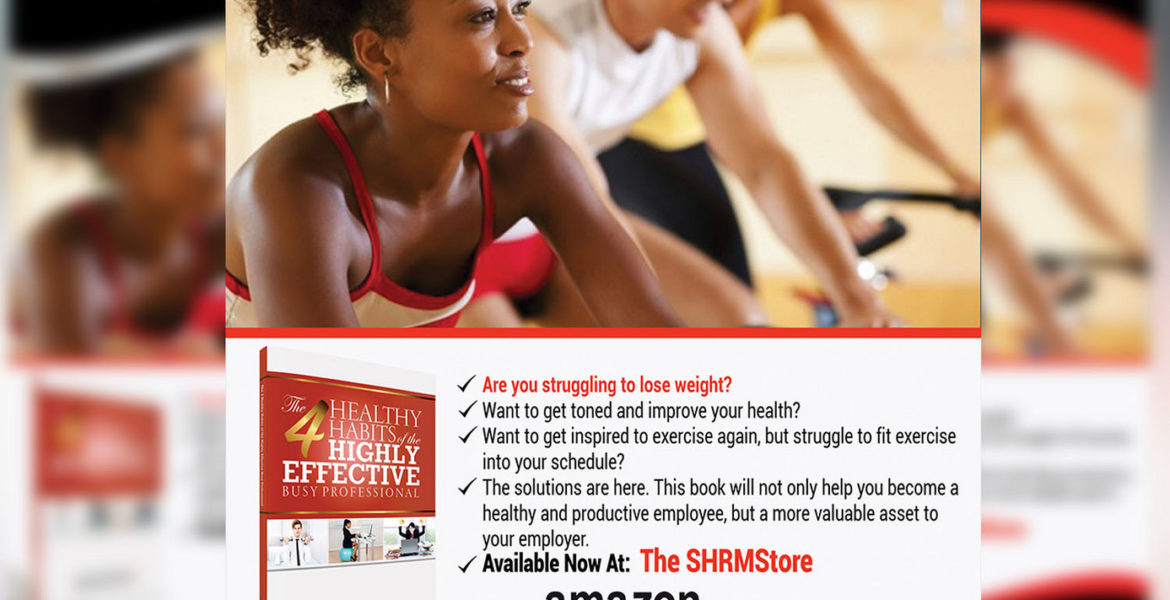 The 4 HEALTHY
HABITS of the
HIGHLY
EFFECTIVE
BUSY PROFESSIONAL
✓ Are you struggling to lose weight?
✓ Want to get toned and improve your health?
✓ Want to get inspired to exercise again, but struggle to fit exercise
into your schedule?
✓ The solutions are here. This book will not only help you become a
healthy and productive employee, but a more valuable asset to
your employer.
✓ Available Now At: The SHRMStore
amazon